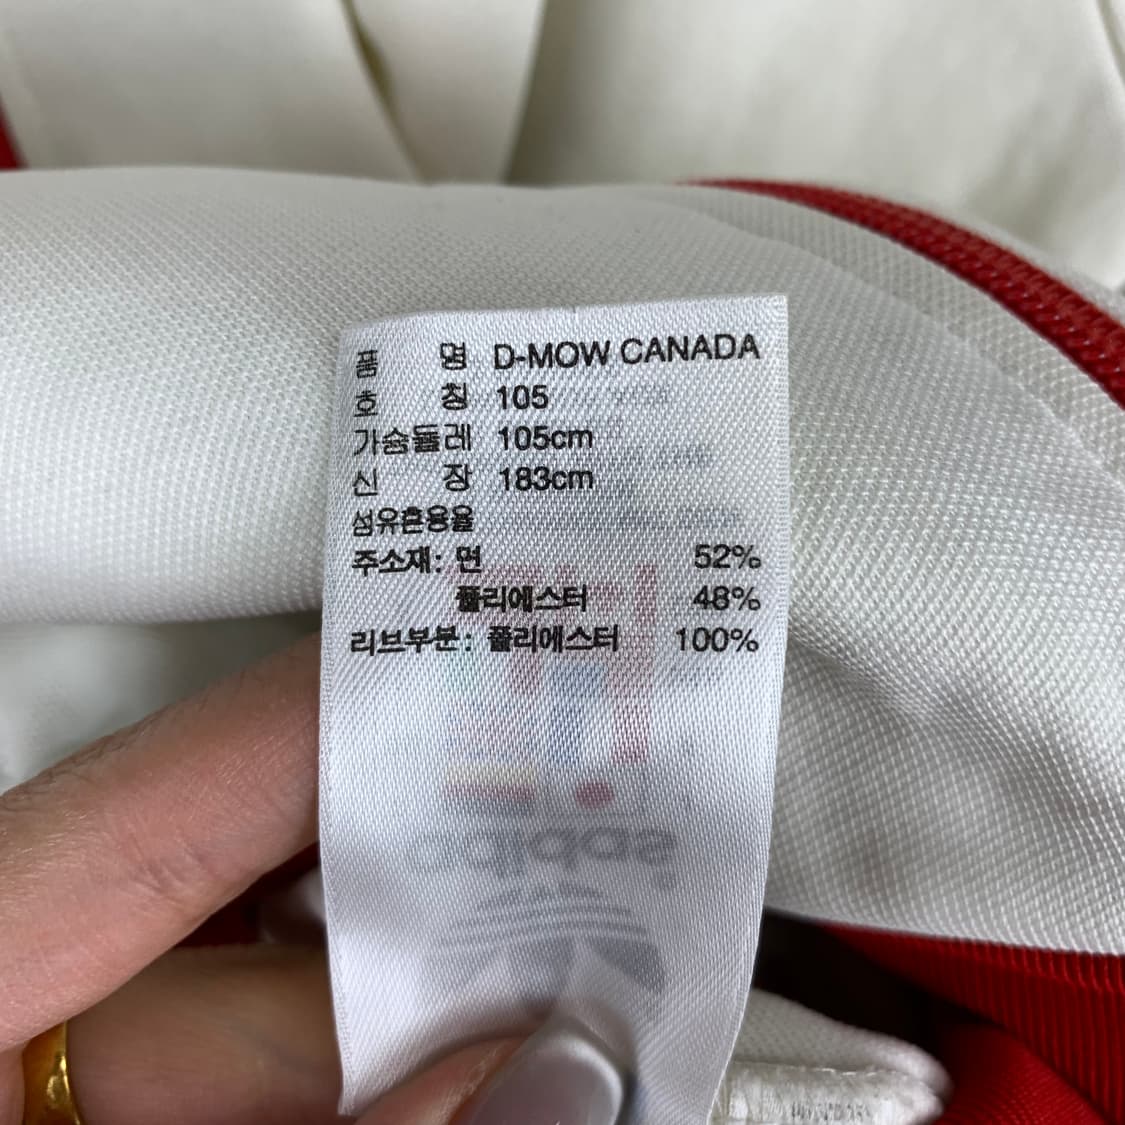 품 명 D-MOW CANADA
호 칭 105
가슴둘레 105cm
신 장 183cm
섬유혼용율
주소재: 면 52%
폴리에스터 48%
리브부분: 폴리에스터 100%
adidas